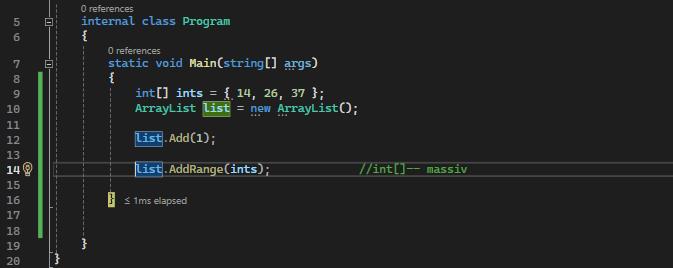 0 references
5 internal class Program
6 {
0 references
7 static void Main(string[] args)
8 {
9 int[] ints = { 14, 26, 37 };
10 ArrayList list = new ArrayList();
11
12 list.Add(1);
13
14 list.AddRange(ints); //int[]-- massiv
15
16 } ≤ 1ms elapsed
17
18
19 }
20 }